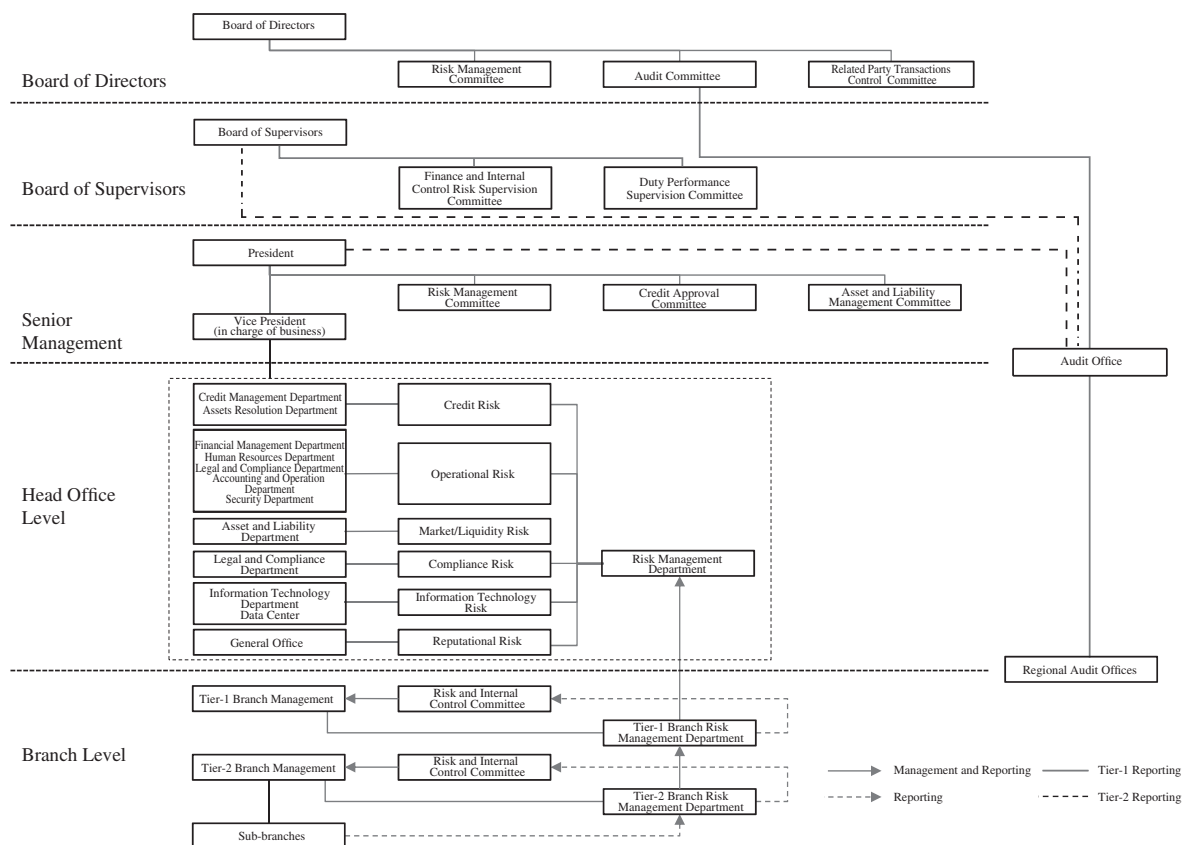 Board of Directors
Board of Directors
Risk Management
Committee
Audit Committee
Related Party Transactions
Control Committee
Board of Supervisors
Board of Supervisors
Finance and Internal
Control Risk Supervision
Committee
Duty Performance
Supervision Committee
President
Risk Management
Committee
Credit Approval
Committee
Asset and Liability
Management Committee
Senior
Management
Vice President
(in charge of business)
Audit Office
Head Office
Level
Credit Management Department
Assets Resolution Department
Credit Risk
Financial Management Department
Human Resources Department
Legal and Compliance Department
Accounting and Operation
Department
Security Department
Operational Risk
Asset and Liability
Department
Market/Liquidity Risk
Legal and Compliance
Department
Compliance Risk
Risk Management
Department
Information Technology
Department
Data Center
Information Technology
Risk
General Office
Reputational Risk
Regional Audit Offices
Branch Level
Tier-1 Branch Management
Risk and Internal
Control Committee
Tier-1 Branch Risk
Management Department
Tier-2 Branch Management
Risk and Internal
Control Committee
Tier-2 Branch Risk
Management Department
Sub-branches
Management and Reporting
Tier-1 Reporting
Reporting
Tier-2 Reporting